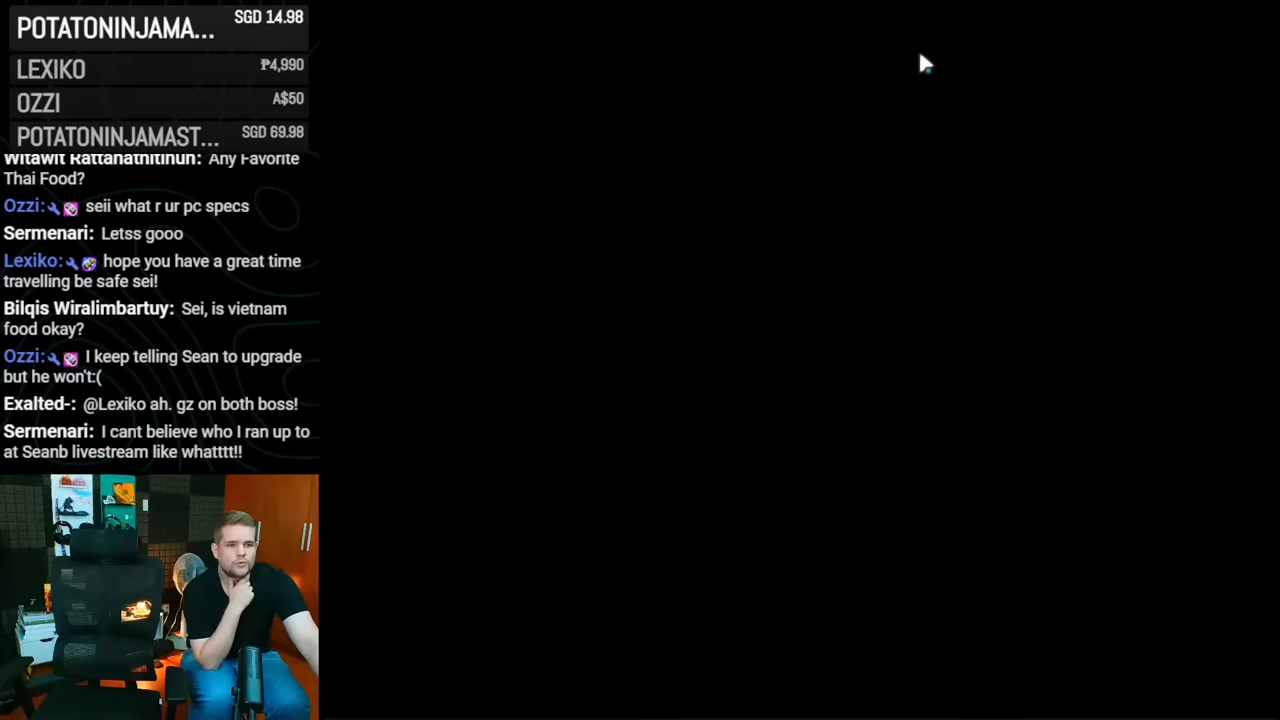 POTATONINJAMA... SGD 14.98
LEXIKO ₱4,990
OZZI A$50
POTATONINJAMAST... SGD 69.98
Witawit Rattanathitinun: Any Favorite
Thai Food?
Ozzi: seii what r ur pc specs
Sermenari: Letss gooo
Lexiko: hope you have a great time
travelling be safe sei!
Bilqis Wiralimbartuy: Sei, is vietnam
food okay?
Ozzi: I keep telling Sean to upgrade
but he won't:(
Exalted-: @Lexiko ah. gz on both boss!
Sermenari: I cant believe who I ran up to
at Seanb livestream like whatttt!!